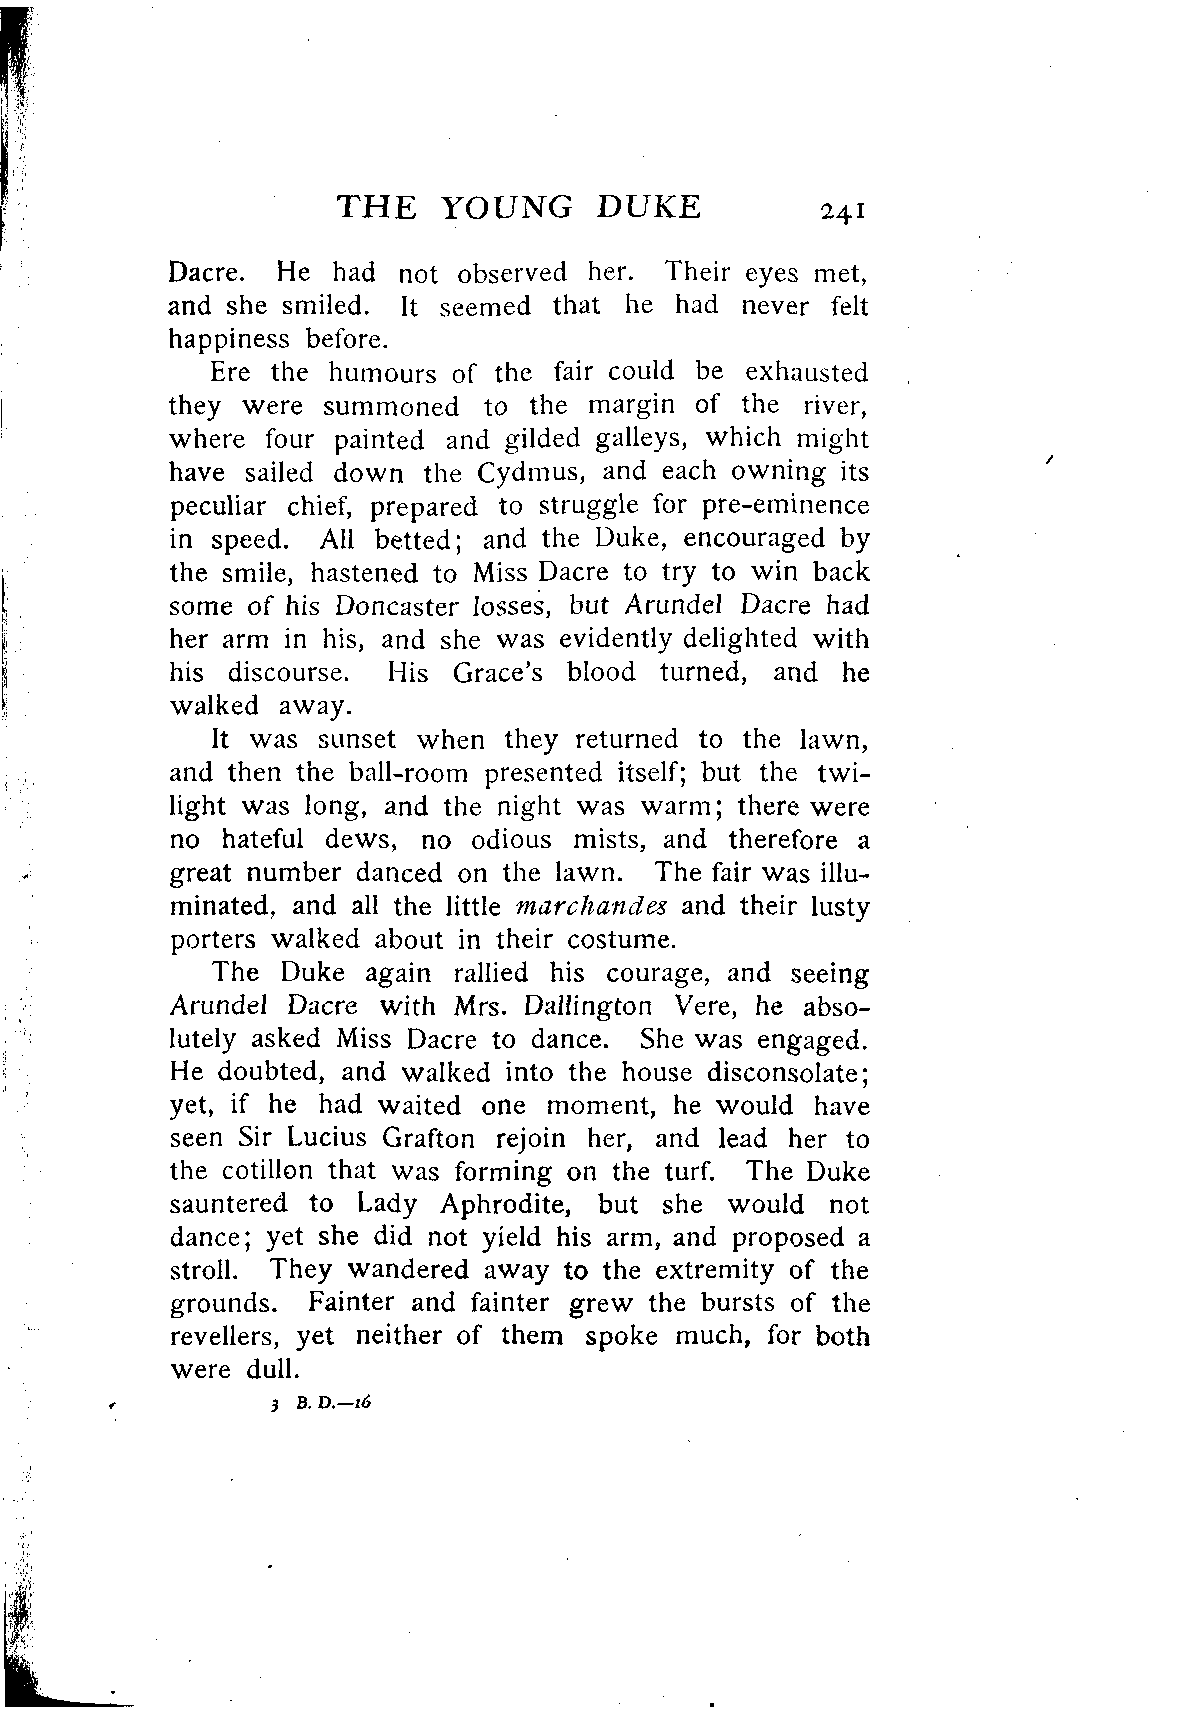 THE YOUNG DUKE 241
Dacre. He had not observed her. Their eyes met,
and she smiled. It seemed that he had never felt
happiness before.
Ere the humours of the fair could be exhausted
they were summoned to the margin of the river,
where four painted and gilded galleys, which might
have sailed down the Cydmus, and each owning its
peculiar chief, prepared to struggle for pre-eminence
in speed. All betted; and the Duke, encouraged by
the smile, hastened to Miss Dacre to try to win back
some of his Doncaster losses, but Arundel Dacre had
her arm in his, and she was evidently delighted with
his discourse. His Grace's blood turned, and he
walked away.
It was sunset when they returned to the lawn,
and then the ball-room presented itself; but the twi-
light was long, and the night was warm; there were
no hateful dews, no odious mists, and therefore a
great number danced on the lawn. The fair was illu-
minated, and all the little marchandes and their lusty
porters walked about in their costume.
The Duke again rallied his courage, and seeing
Arundel Dacre with Mrs. Dallington Vere, he abso-
lutely asked Miss Dacre to dance. She was engaged.
He doubted, and walked into the house disconsolate;
yet, if he had waited one moment, he would have
seen Sir Lucius Grafton rejoin her, and lead her to
the cotillon that was forming on the turf. The Duke
sauntered to Lady Aphrodite, but she would not
dance; yet she did not yield his arm, and proposed a
stroll. They wandered away to the extremity of the
grounds. Fainter and fainter grew the bursts of the
revellers, yet neither of them spoke much, for both
were dull.
3 B. D.—16